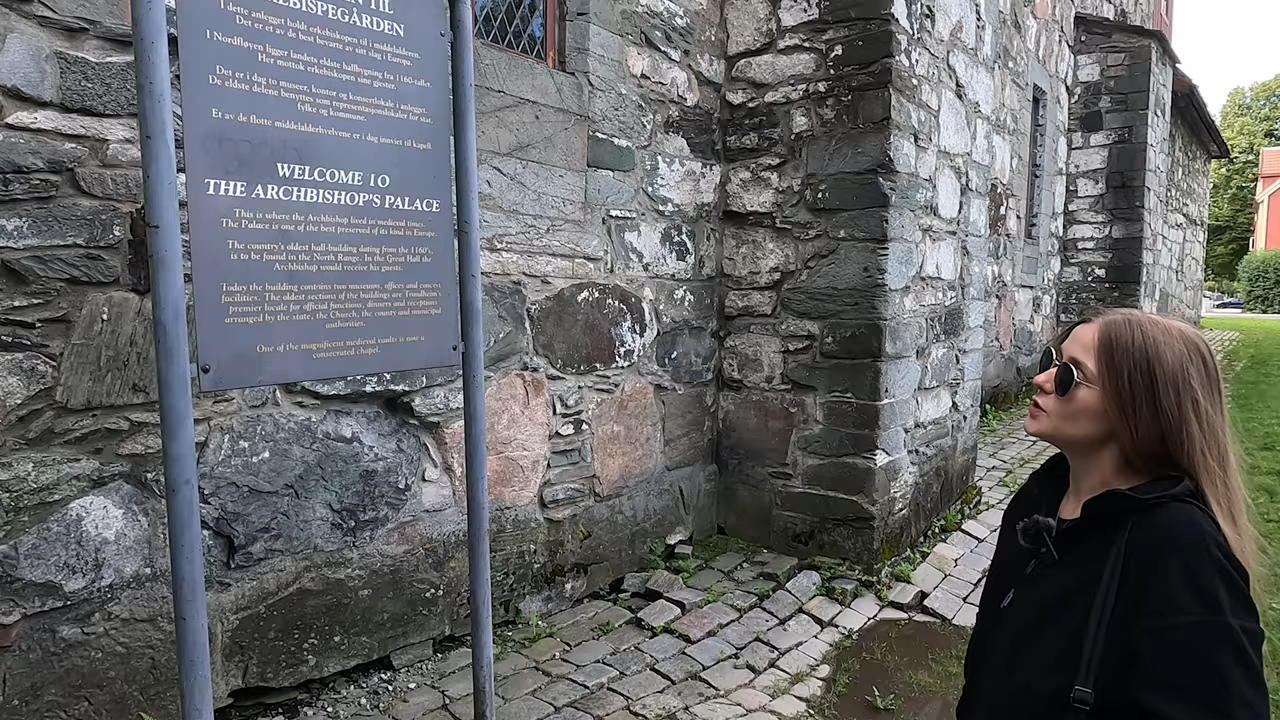 EN TIL
KEBISPEGÅRDEN
I dette anlegget holdt erkebiskopen til i middelalderen.
Det er et av de best bevarte av sitt slag i Europa.
I Nordfløyen ligger landets eldste hallbygning fra 1160-tallet.
Her mottok erkebiskopen sine gjester.
Det er i dag to museer, kontor og konsertlokale i anlegget.
De eldste delene benyttes som representasjonslokaler for stat,
fylke og kommune.
Et av de flotte middelalderhvelvene er i dag innviet til kapell.
WELCOME TO
THE ARCHBISHOP'S PALACE
This is where the Archbishop lived in medieval times.
The Palace is one of the best preserved of its kind in Europe.
The country's oldest hall-building dating from the 1160's,
is to be found in the North Range. In the Great Hall the
Archbishop would receive his guests.
Today the building contains two museums, offices and concert
facilities. The oldest sections of the buildings are Trondheim's
premier locale for official functions, dinners and receptions
arranged by the state, the Church, the county and municipal
authorities.
One of the magnificent medieval vaults is now a
consecrated chapel.